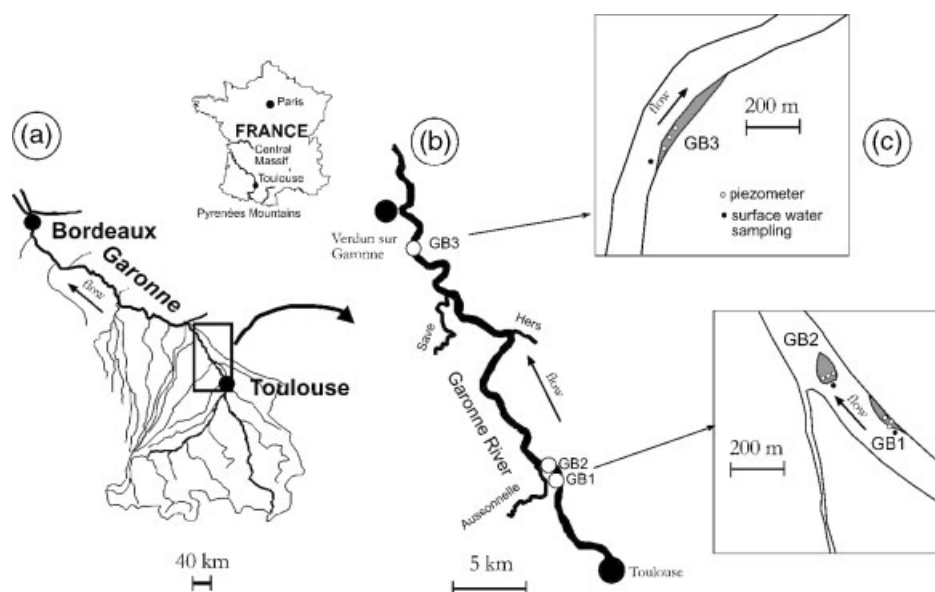 (a)
Paris
FRANCE
Central
Massif
Toulouse
Pyrenées Mountains
Bordeaux
Garonne
flow
Toulouse
40 km
(b)
Verdun sur
Garonne
GB3
Save
Hers
flow
Garonne River
GB2
GB1
Aussonnelle
5 km
Toulouse
(c)
flow
200 m
GB3
piezometer
surface water
sampling
GB2
flow
GB1
200 m